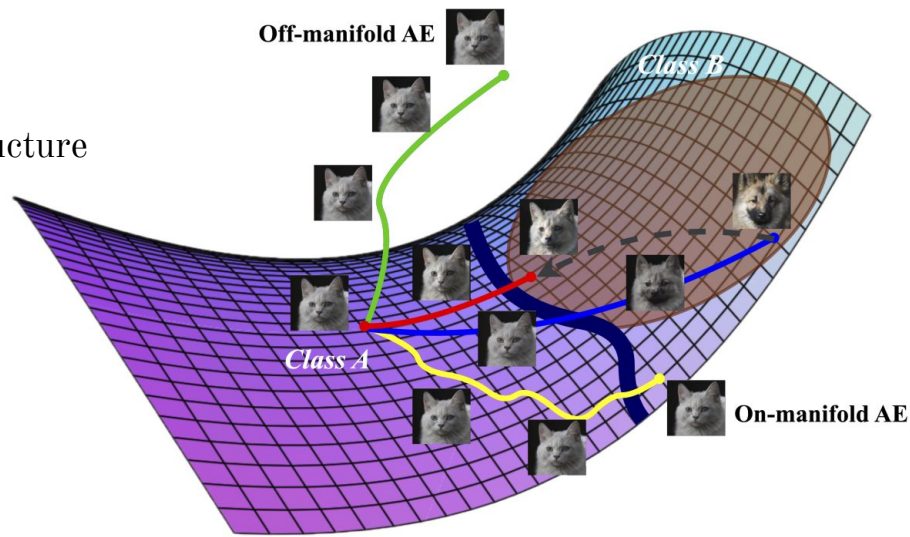 Off-manifold AE
Class B
ucture
Class A
On-manifold AE